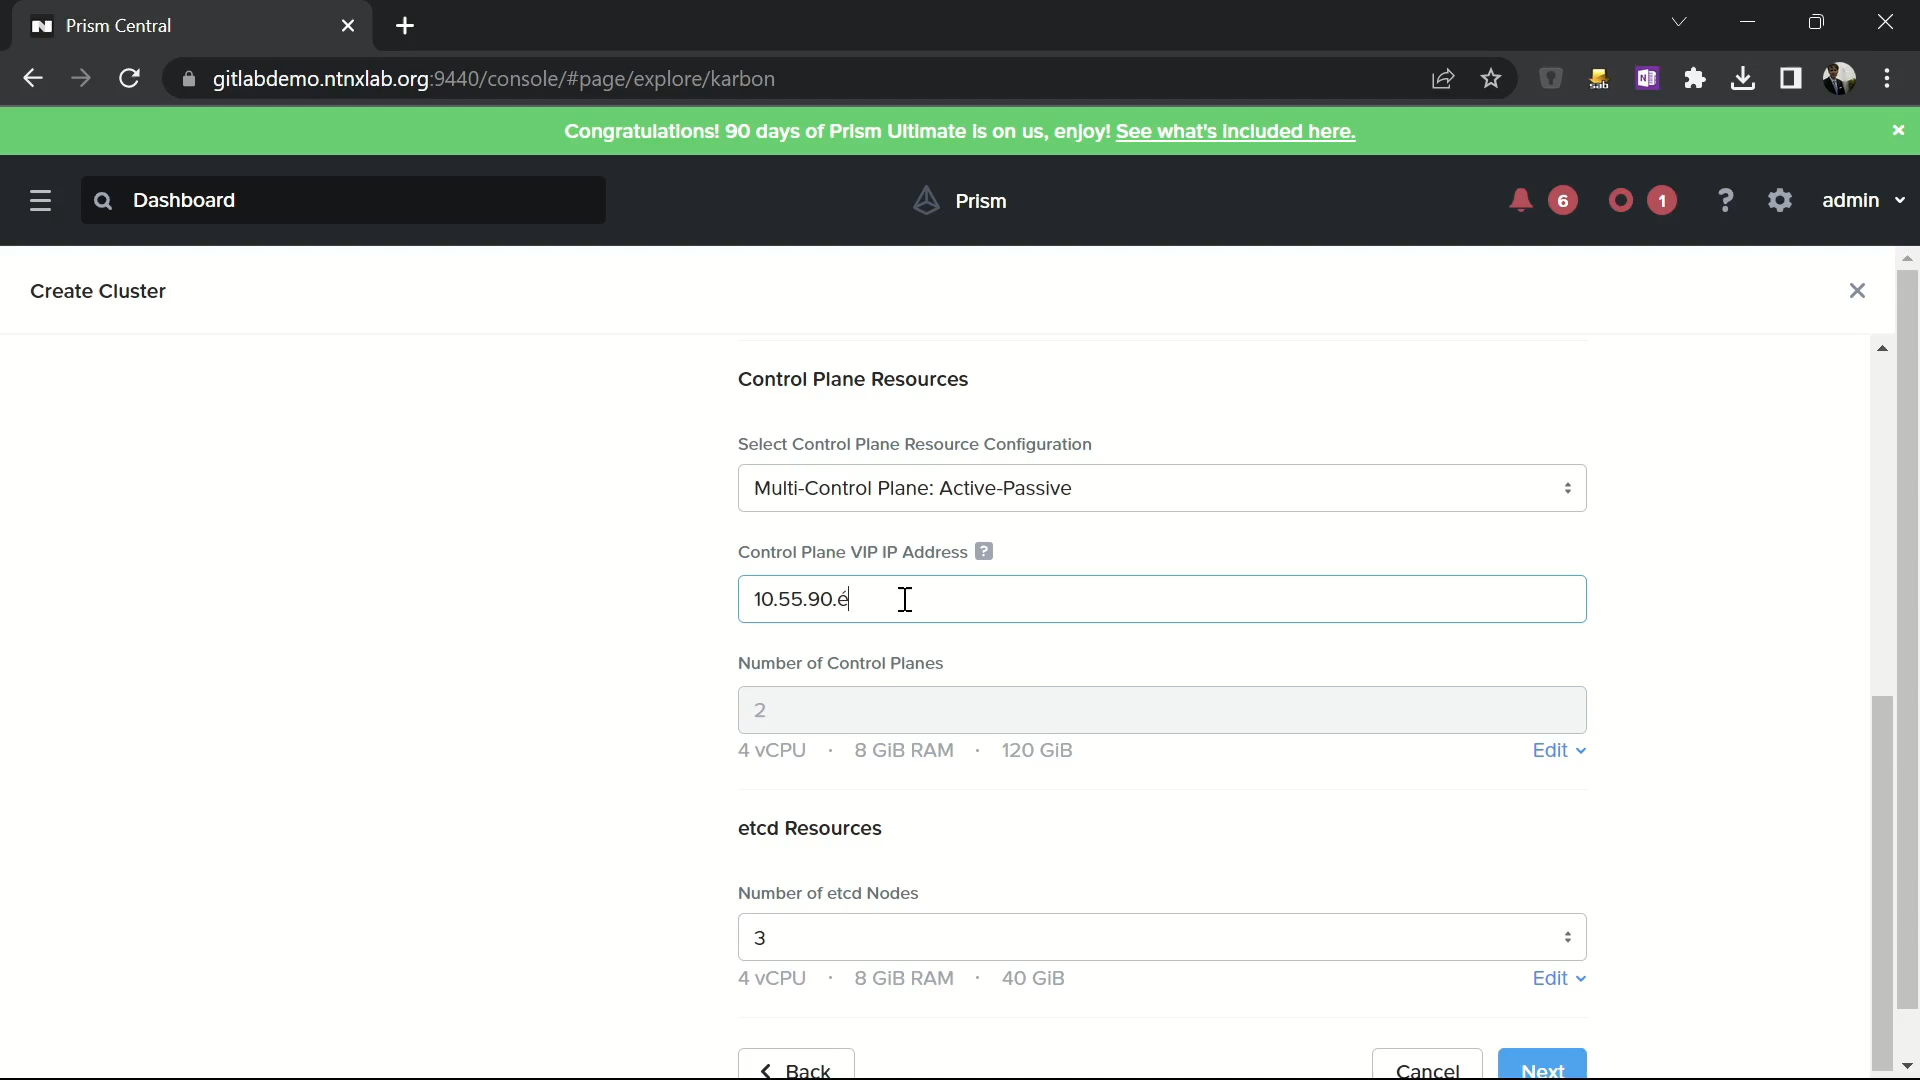 Prism Central
gitlabdemo.ntnxlab.org:9440/console/#page/explore/karbon
Congratulations! 90 days of Prism Ultimate is on us, enjoy! See what's included here.
Dashboard
Prism
6
1
?
admin
Create Cluster
Control Plane Resources
Select Control Plane Resource Configuration
Multi-Control Plane: Active-Passive
Control Plane VIP IP Address ?
10.55.90.é
Number of Control Planes
2
4 vCPU · 8 GiB RAM · 120 GiB Edit
etcd Resources
Number of etcd Nodes
3
4 vCPU · 8 GiB RAM · 40 GiB Edit
Back Cancel Next